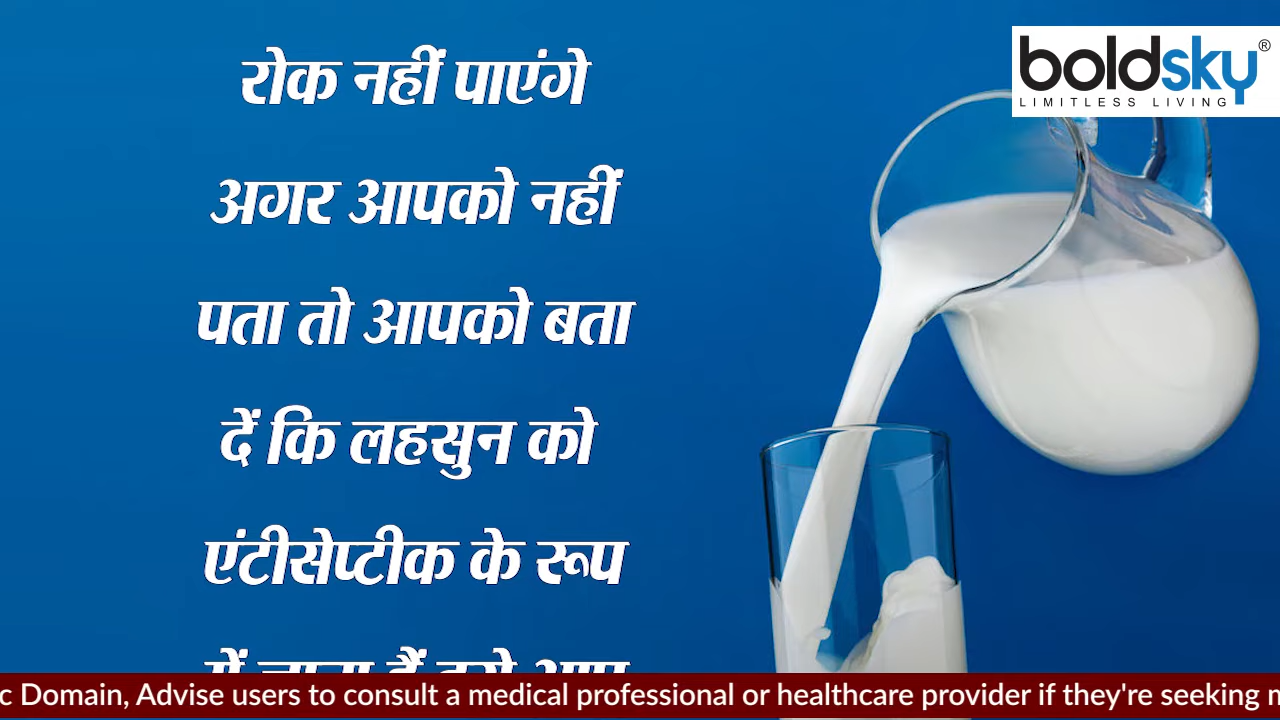 boldsky®
LIMITLESS LIVING
रोक नहीं पाएंगे
अगर आपको नहीं
पता तो आपको बता
दें कि लहसुन को
एंटीसेप्टीक के रूप
c Domain, Advise users to consult a medical professional or healthcare provider if they're seeking